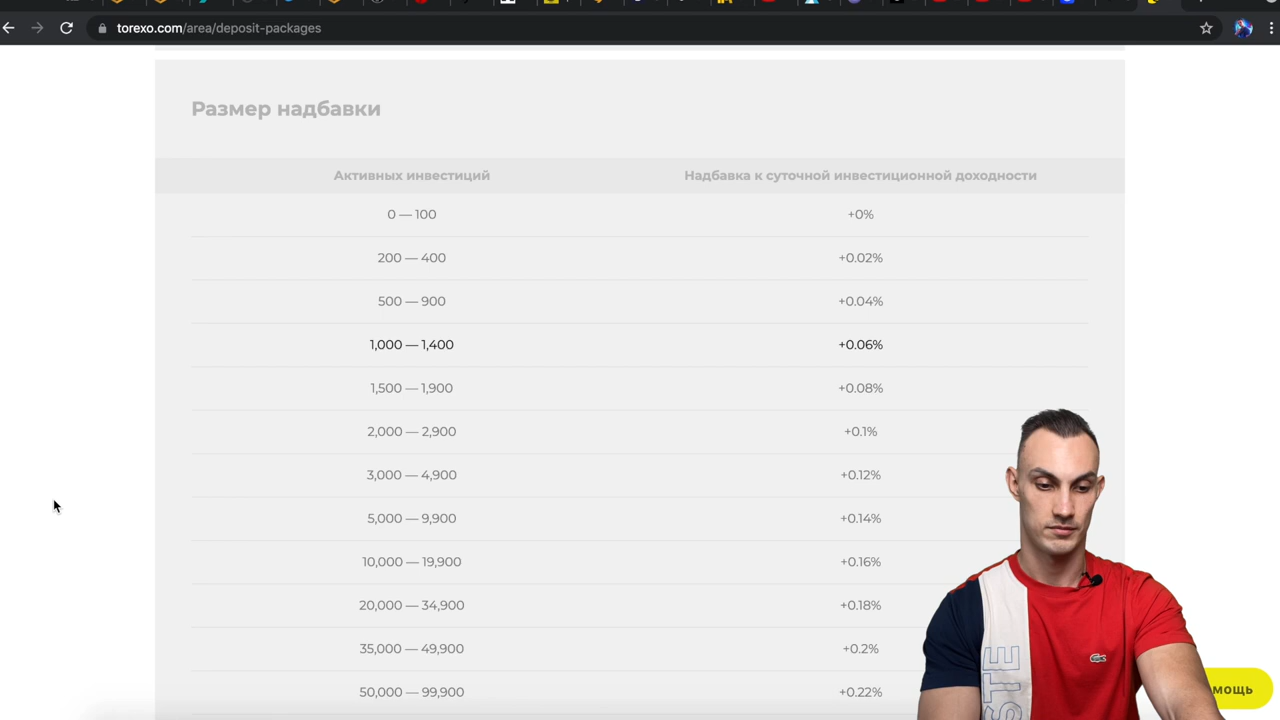 torexo.com/area/deposit-packages
Размер надбавки
Активных инвестиций Надбавка к суточной инвестиционной доходности
0 — 100 +0%
200 — 400 +0.02%
500 — 900 +0.04%
1,000 — 1,400 +0.06%
1,500 — 1,900 +0.08%
2,000 — 2,900 +0.1%
3,000 — 4,900 +0.12%
5,000 — 9,900 +0.14%
10,000 — 19,900 +0.16%
20,000 — 34,900 +0.18%
35,000 — 49,900 +0.2%
50,000 — 99,900 +0.22%
мощь
STE